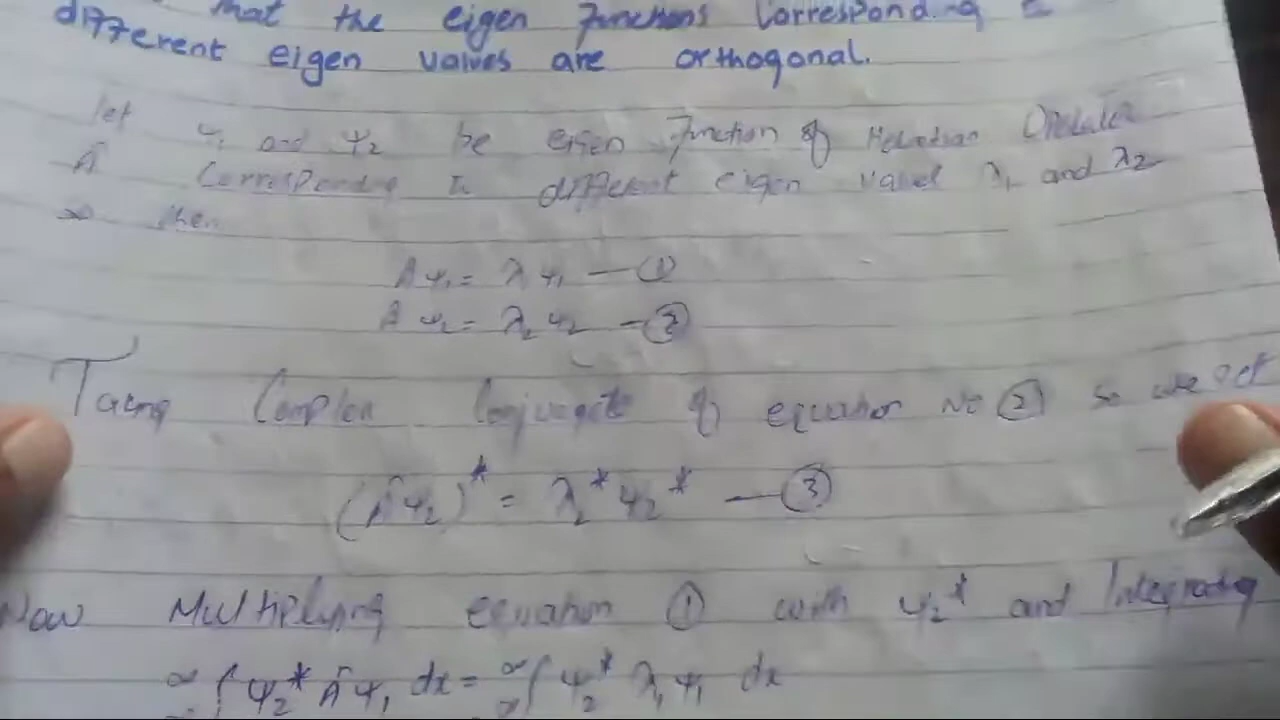 that the eigen functions Corresponding to
different eigen values are orthogonal.
let ψ₁ and ψ₂ be eigen function of Hermitian Operator
Â Corresponding to different eigen value λ₁ and λ₂
so then
Âψ₁ = λ₁ψ₁ — ①
Âψ₂ = λ₂ψ₂ — ②
Taking Complex Conjugate of equation No ② so we get
(Âψ₂)* = λ₂*ψ₂* — ③
Now Multiplying equation ① with ψ₂* and Integrating
∞∫ψ₂*Âψ₁ dx = ∞∫ψ₂* λ₁ψ₁ dx